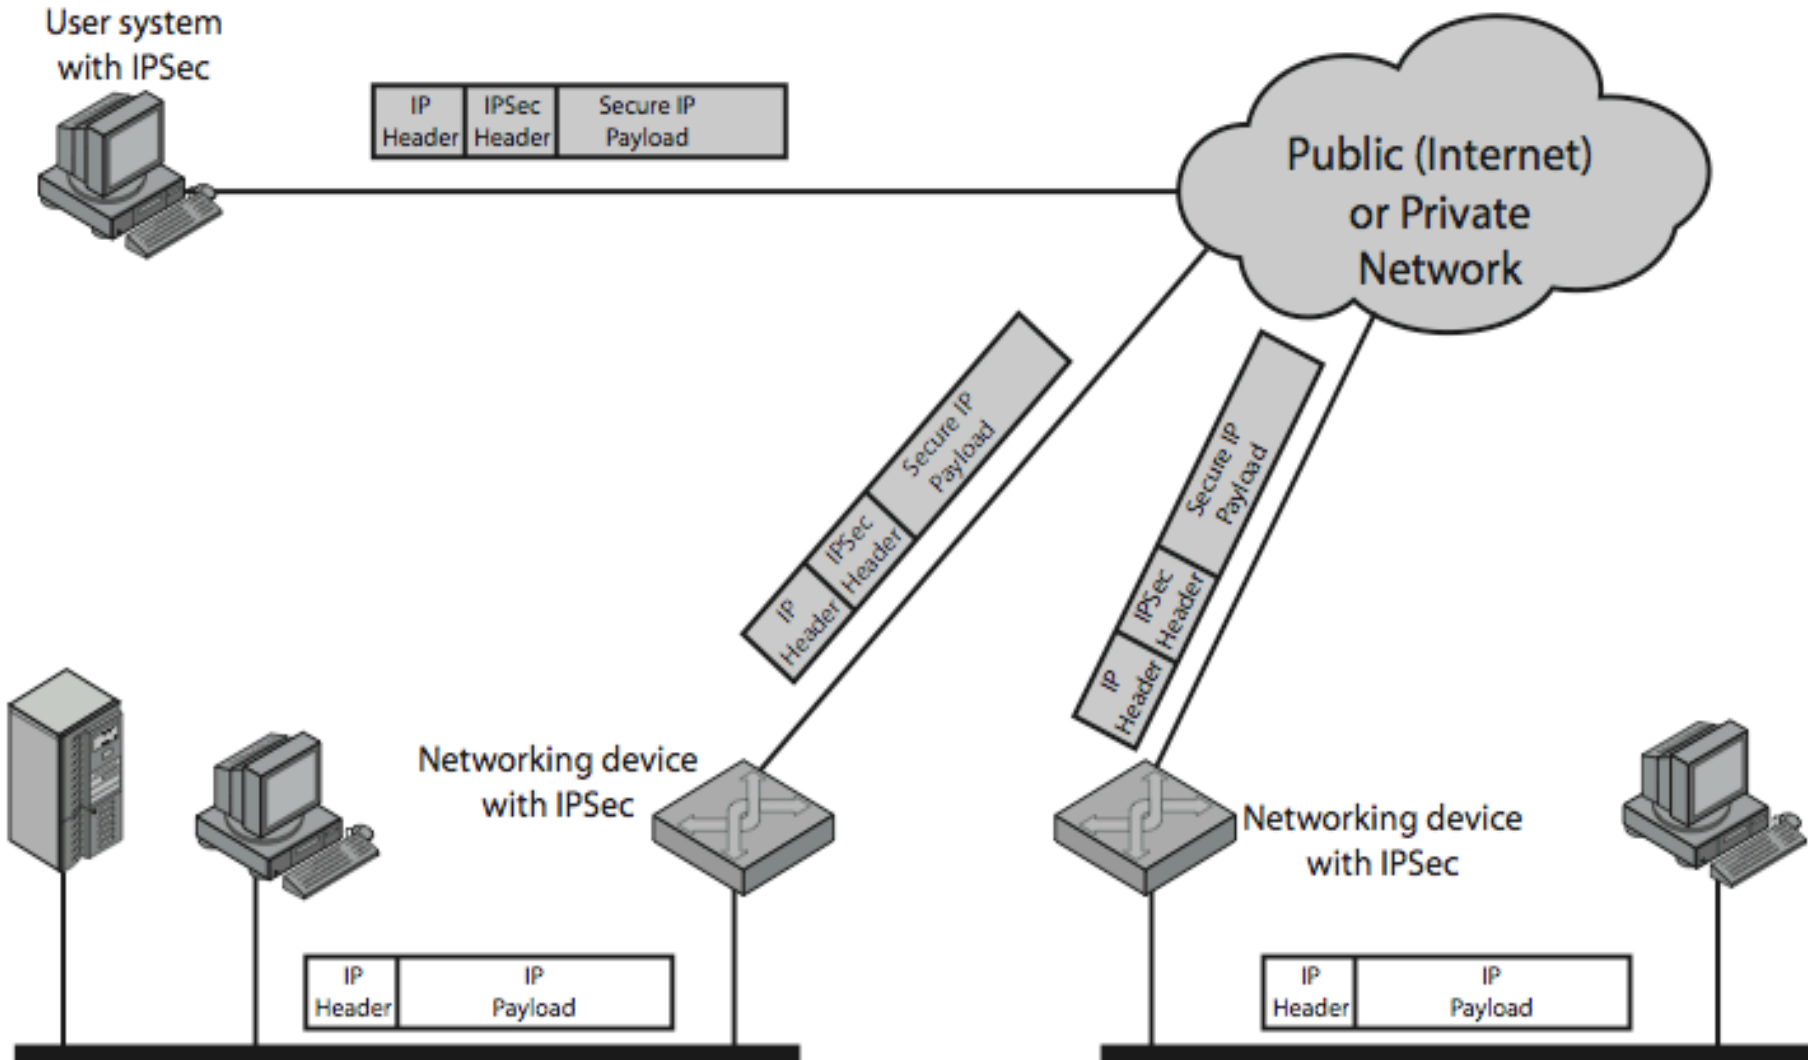 User system
with IPSec
IP
Header
IPSec
Header
Secure IP
Payload
Public (Internet)
or Private
Network
IP
Header
IPSec
Header
Secure IP
Payload
IP
Header
IPSec
Header
Secure IP
Payload
Networking device
with IPSec
Networking device
with IPSec
IP
Header
IP
Payload
IP
Header
IP
Payload